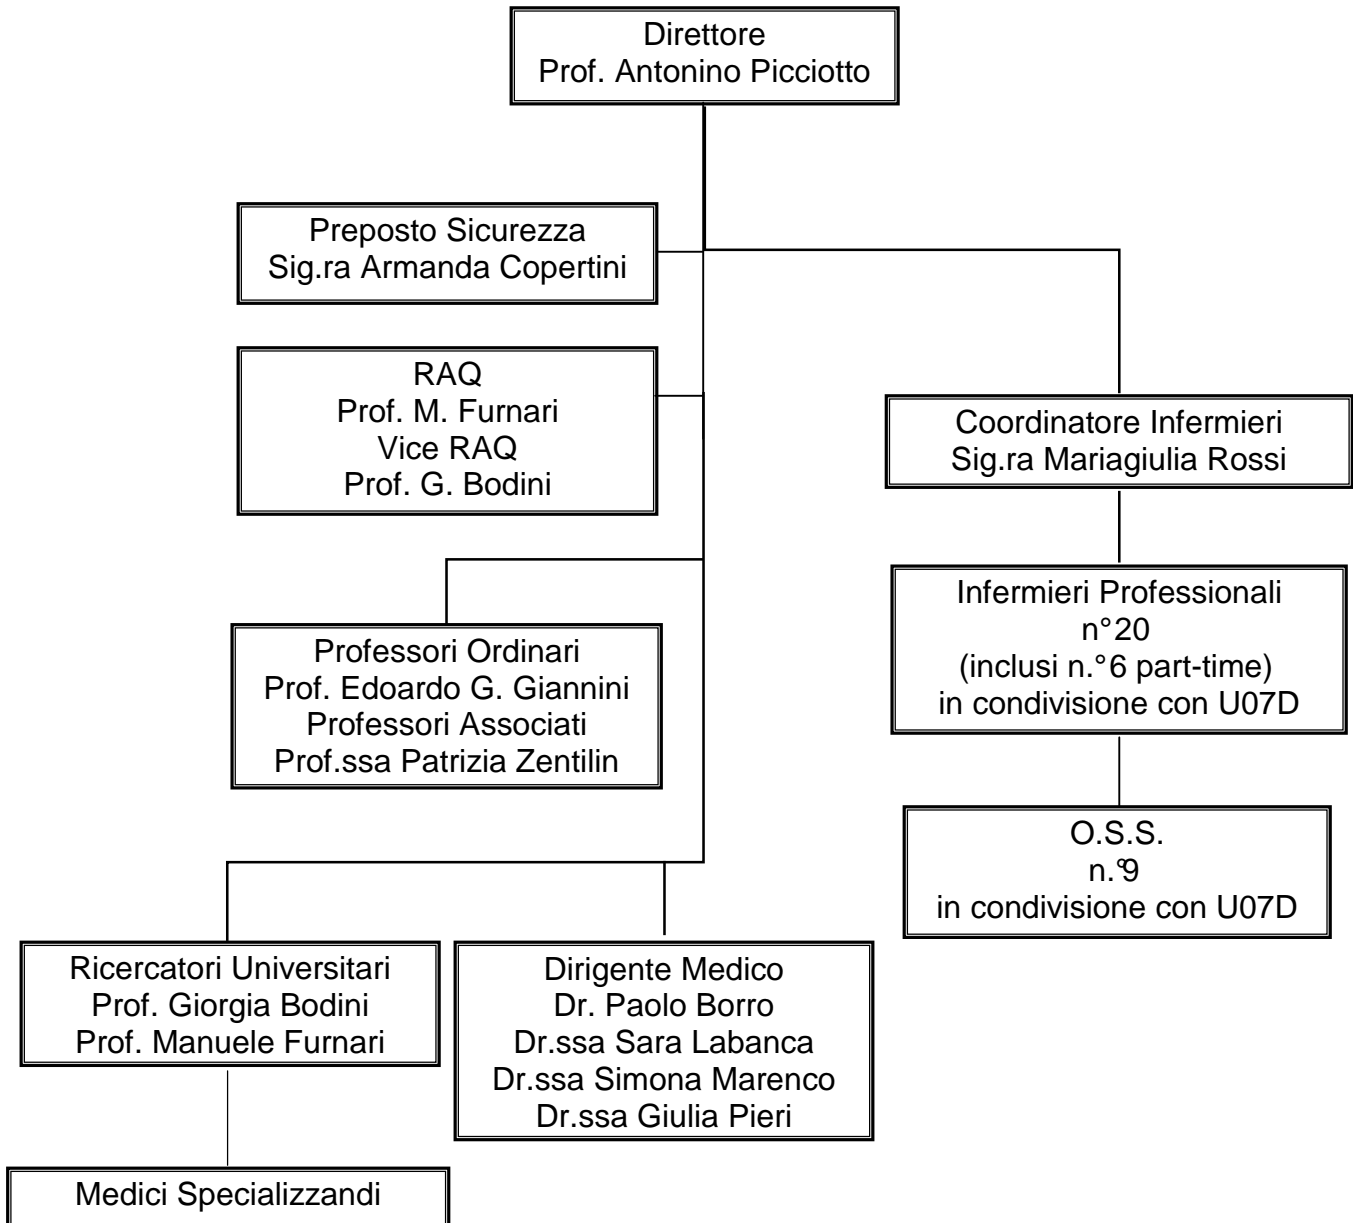 Direttore
Prof. Antonino Picciotto
Preposto Sicurezza
Sig.ra Armanda Copertini
RAQ
Prof. M. Furnari
Vice RAQ
Prof. G. Bodini
Coordinatore Infermieri
Sig.ra Mariagiulia Rossi
Infermieri Professionali
n°20
(inclusi n.°6 part-time)
in condivisione con U07D
Professori Ordinari
Prof. Edoardo G. Giannini
Professori Associati
Prof.ssa Patrizia Zentilin
O.S.S.
n.°9
in condivisione con U07D
Ricercatori Universitari
Prof. Giorgia Bodini
Prof. Manuele Furnari
Dirigente Medico
Dr. Paolo Borro
Dr.ssa Sara Labanca
Dr.ssa Simona Marenco
Dr.ssa Giulia Pieri
Medici Specializzandi